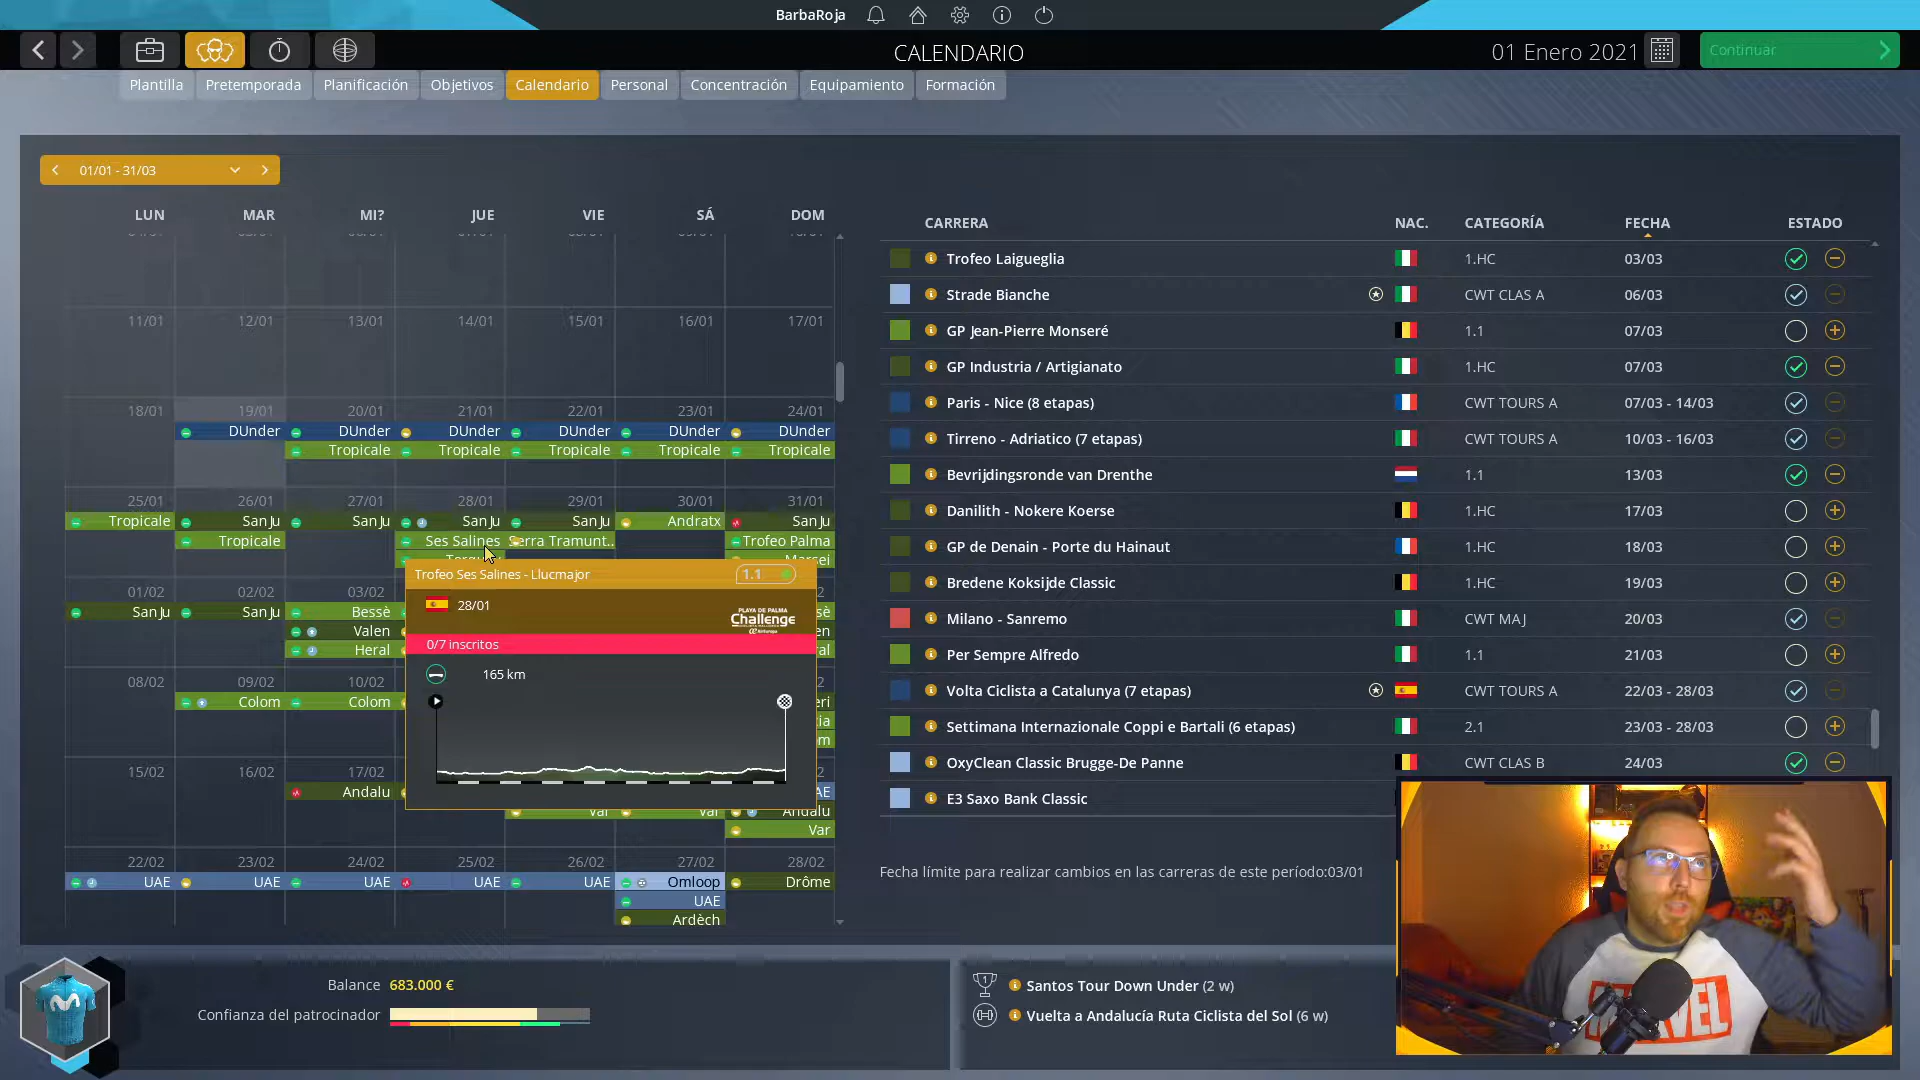 BarbaRoja
CALENDARIO
01 Enero 2021
Continuar
Plantilla
Pretemporada
Planificación
Objetivos
Calendario
Personal
Concentración
Equipamiento
Formación
01/01 - 31/03
LUN MAR MI? JUE VIE SÁ DOM
11/01 12/01 13/01 14/01 15/01 16/01 17/01
18/01 19/01 20/01 21/01 22/01 23/01 24/01
DUnder DUnder DUnder DUnder DUnder DUnder
Tropicale Tropicale Tropicale Tropicale Tropicale
25/01 26/01 27/01 28/01 29/01 30/01 31/01
Tropicale San Ju San Ju San Ju San Ju Andratx San Ju
Tropicale Ses Salines erra Tramunt.. Trofeo Palma
01/02 02/02 03/02
San Ju San Ju Bessè
Valen
Heral
08/02 09/02 10/02
Colom Colom
15/02 16/02 17/02
Andalu
Var Var Andalu
Var
22/02 23/02 24/02 25/02 26/02 27/02 28/02
UAE UAE UAE UAE UAE Omloop Drôme
UAE
Ardèch
Trofeo Ses Salines - Llucmajor 1.1
28/01
PLAYA DE PALMA
Challenge
0/7 inscritos
165 km
CARRERA NAC. CATEGORÍA FECHA ESTADO
Trofeo Laigueglia 1.HC 03/03
Strade Bianche CWT CLAS A 06/03
GP Jean-Pierre Monseré 1.1 07/03
GP Industria / Artigianato 1.HC 07/03
Paris - Nice (8 etapas) CWT TOURS A 07/03 - 14/03
Tirreno - Adriatico (7 etapas) CWT TOURS A 10/03 - 16/03
Bevrijdingsronde van Drenthe 1.1 13/03
Danilith - Nokere Koerse 1.HC 17/03
GP de Denain - Porte du Hainaut 1.HC 18/03
Bredene Koksijde Classic 1.HC 19/03
Milano - Sanremo CWT MAJ 20/03
Per Sempre Alfredo 1.1 21/03
Volta Ciclista a Catalunya (7 etapas) CWT TOURS A 22/03 - 28/03
Settimana Internazionale Coppi e Bartali (6 etapas) 2.1 23/03 - 28/03
OxyClean Classic Brugge-De Panne CWT CLAS B 24/03
E3 Saxo Bank Classic
Fecha límite para realizar cambios en las carreras de este período:03/01
Balance 683.000 €
Confianza del patrocinador
Santos Tour Down Under (2 w)
Vuelta a Andalucía Ruta Ciclista del Sol (6 w)
MARVEL